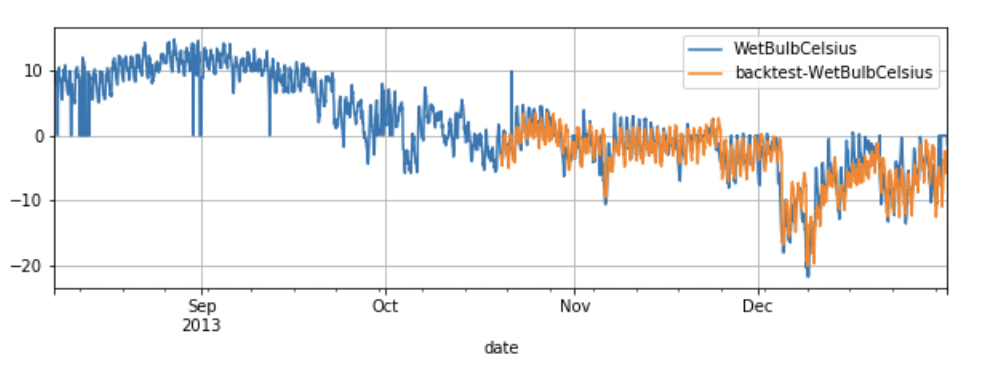 WetBulbCelsius
backtest-WetBulbCelsius
10
0
−10
−20
Sep
2013
Oct
Nov
Dec
date